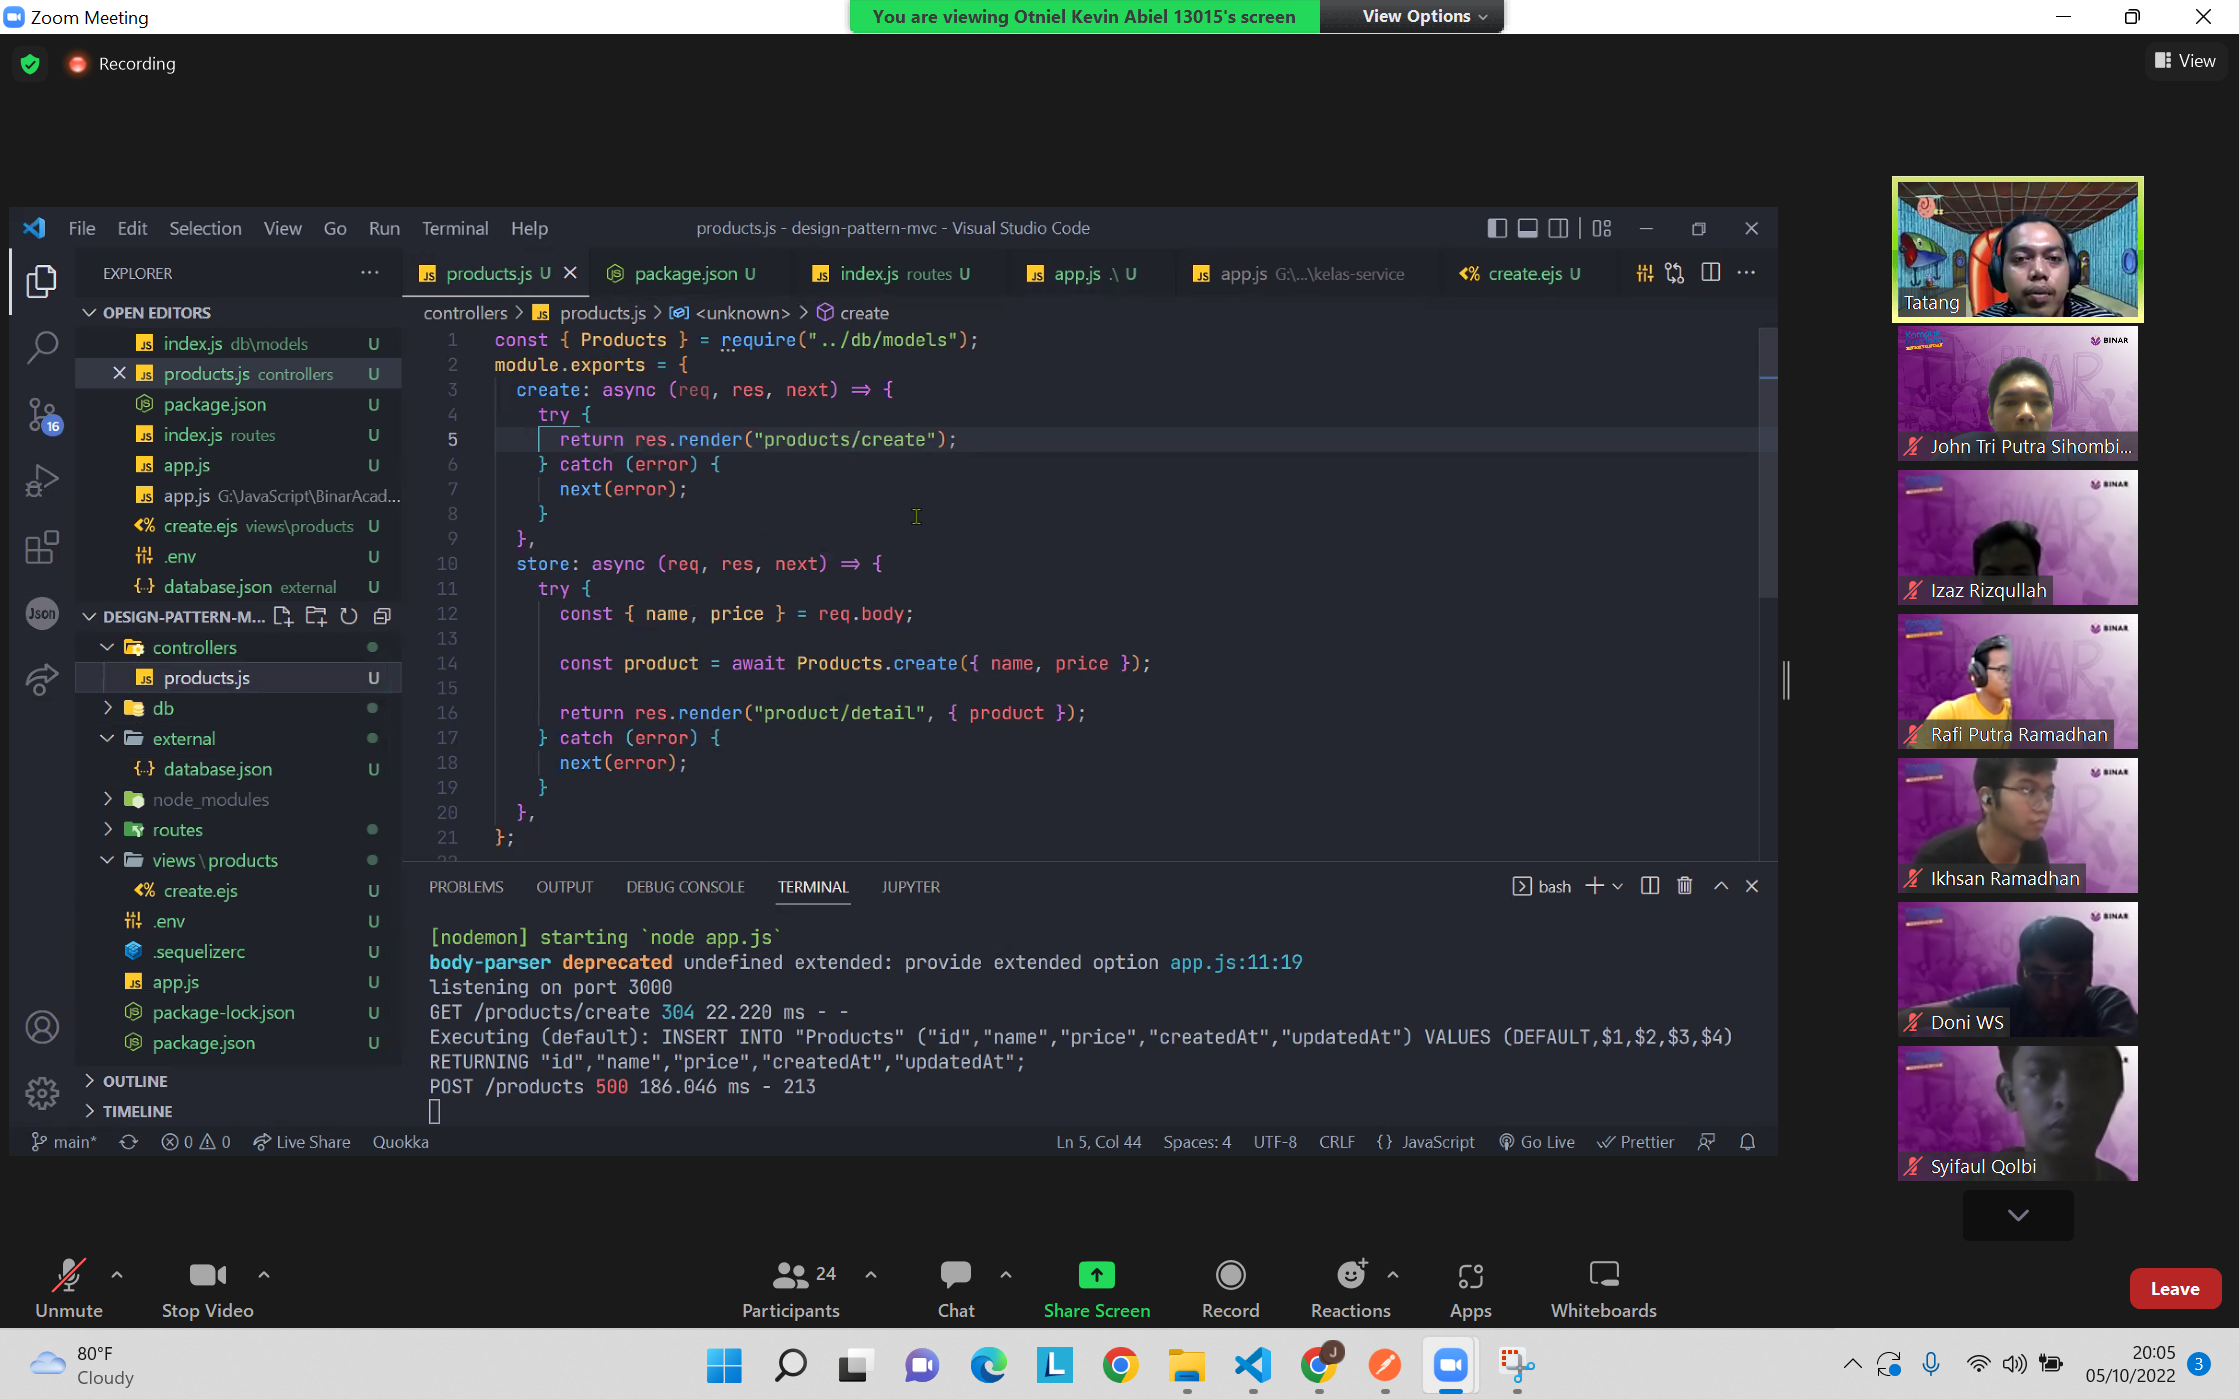 Zoom Meeting
You are viewing Otniel Kevin Abiel 13015's screen
View Options
Recording
View
File Edit Selection View Go Run Terminal Help
products.js - design-pattern-mvc - Visual Studio Code
EXPLORER
products.js U
package.json U
index.js routes U
app.js .\ U
app.js G:\...\kelas-service
create.ejs U
controllers > products.js > <unknown> > create
OPEN EDITORS
index.js db\models U
products.js controllers U
package.json U
index.js routes U
app.js U
app.js G:\JavaScript\BinarAcad...
create.ejs views\products U
.env U
database.json external U
16
Json
DESIGN-PATTERN-M...
controllers
products.js U
db
external
database.json U
node_modules
routes
views\products
create.ejs U
.env U
.sequelizerc U
app.js U
package-lock.json U
package.json U
OUTLINE
TIMELINE
1 const { Products } = require("../db/models");
2 module.exports = {
3 create: async (req, res, next) => {
4 try {
5 return res.render("products/create");
6 } catch (error) {
7 next(error);
8 }
9 },
10 store: async (req, res, next) => {
11 try {
12 const { name, price } = req.body;
13
14 const product = await Products.create({ name, price });
15
16 return res.render("product/detail", { product });
17 } catch (error) {
18 next(error);
19 }
20 },
21 };
PROBLEMS OUTPUT DEBUG CONSOLE TERMINAL JUPYTER
bash
[nodemon] starting `node app.js`
body-parser deprecated undefined extended: provide extended option app.js:11:19
listening on port 3000
GET /products/create 304 22.220 ms - -
Executing (default): INSERT INTO "Products" ("id","name","price","createdAt","updatedAt") VALUES (DEFAULT,$1,$2,$3,$4)
RETURNING "id","name","price","createdAt","updatedAt";
POST /products 500 186.046 ms - 213
main* 0 0 Live Share Quokka
Ln 5, Col 44 Spaces: 4 UTF-8 CRLF {} JavaScript Go Live Prettier
Tatang
BINAR
John Tri Putra Sihombi...
BINAR
Izaz Rizqullah
BINAR
Rafi Putra Ramadhan
BINAR
Ikhsan Ramadhan
BINAR
Doni WS
Syifaul Qolbi
Unmute
Stop Video
24
Participants
Chat
Share Screen
Record
Reactions
Apps
Whiteboards
Leave
80°F
Cloudy
L
J
20:05
05/10/2022
3